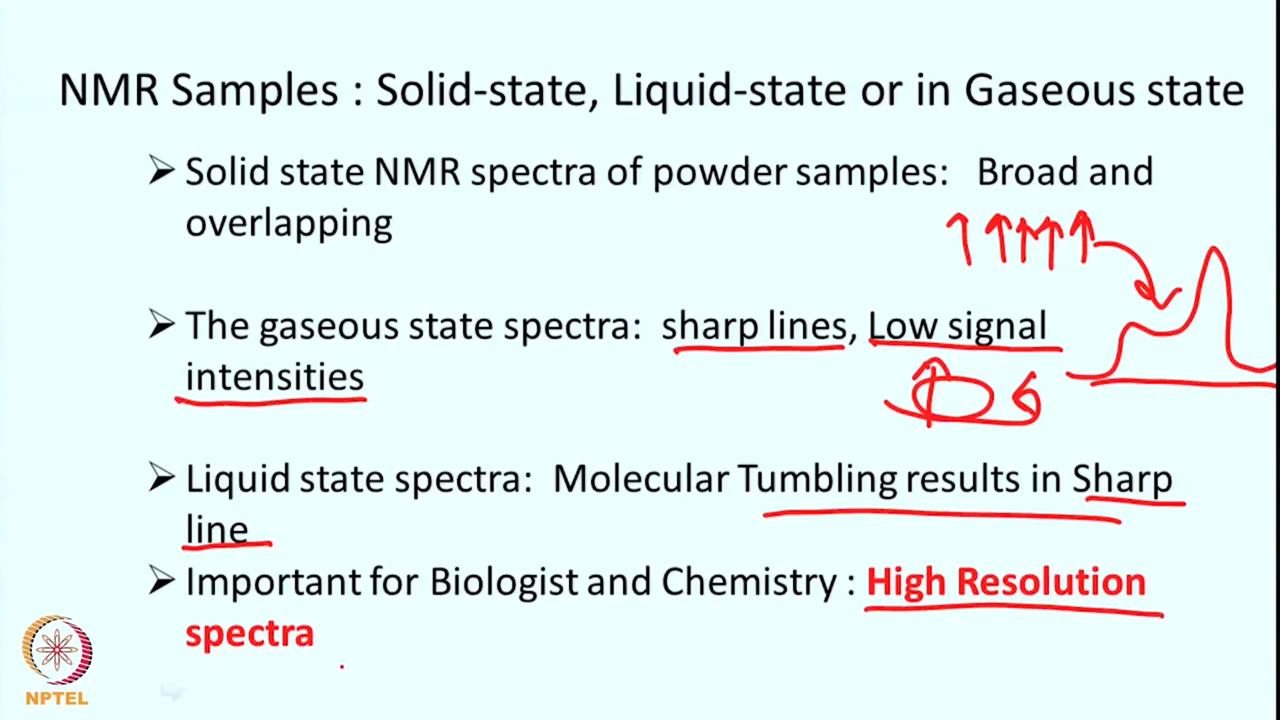 NMR Samples : Solid-state, Liquid-state or in Gaseous state
➢ Solid state NMR spectra of powder samples: Broad and
overlapping
➢ The gaseous state spectra: sharp lines, Low signal
intensities
➢ Liquid state spectra: Molecular Tumbling results in Sharp
line
➢ Important for Biologist and Chemistry : High Resolution
spectra
NPTEL